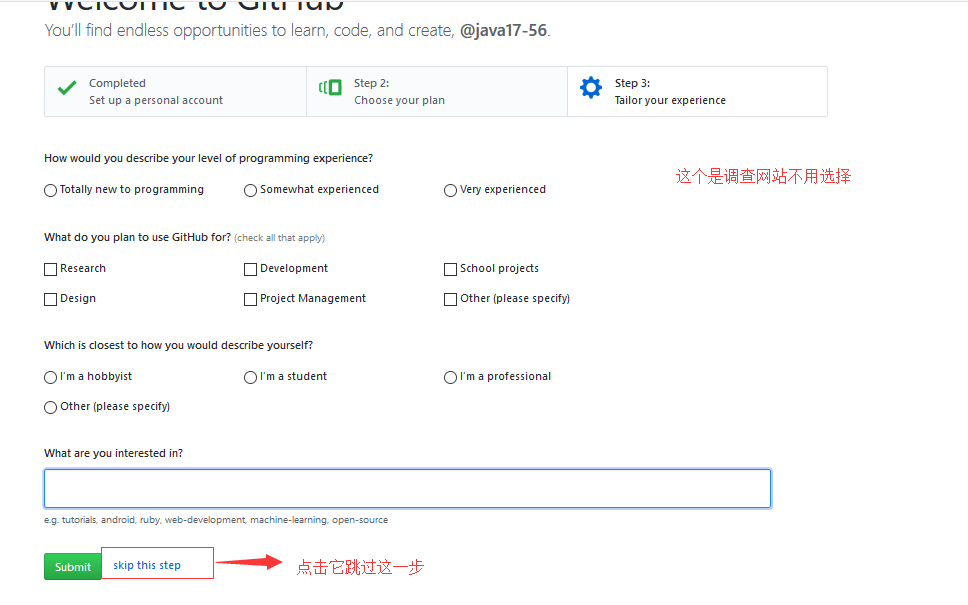 Welcome to GitHub
You'll find endless opportunities to learn, code, and create, @java17-56.
Completed
Set up a personal account
Step 2:
Choose your plan
Step 3:
Tailor your experience
How would you describe your level of programming experience?
这个是调查网站不用选择
Totally new to programming
Somewhat experienced
Very experienced
What do you plan to use GitHub for? (check all that apply)
Research
Development
School projects
Design
Project Management
Other (please specify)
Which is closest to how you would describe yourself?
I'm a hobbyist
I'm a student
I'm a professional
Other (please specify)
What are you interested in?
e.g. tutorials, android, ruby, web-development, machine-learning, open-source
Submit
skip this step
点击它跳过这一步